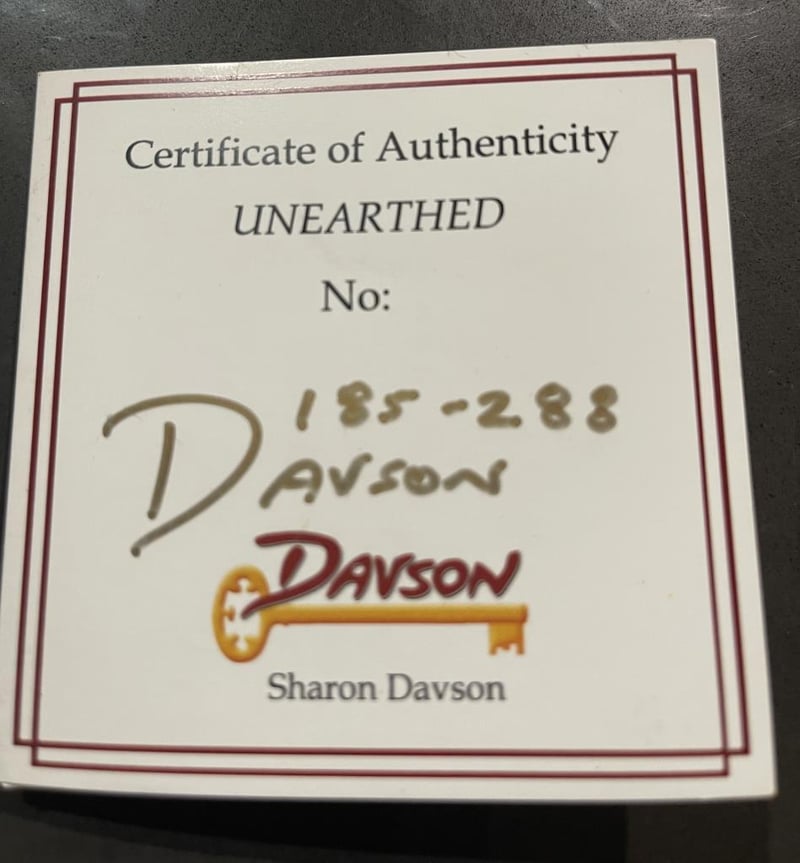 Certificate of Authenticity
UNEARTHED
No:
185-288
DAVSON
DAVSON
Sharon Davson